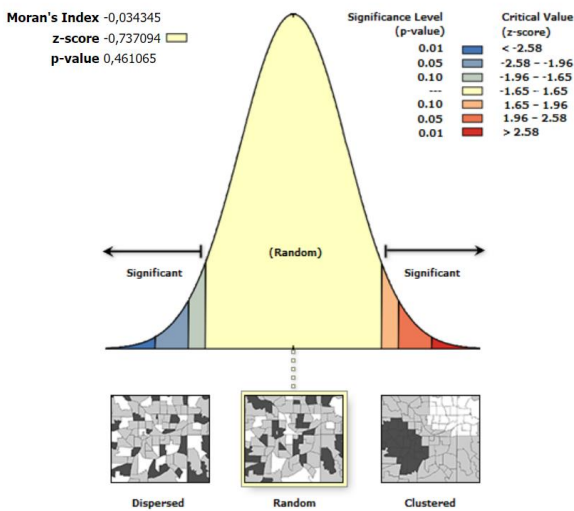 Moran's Index -0,034345
z-score -0,737094
p-value 0,461065
Significance Level
(p-value)
Critical Value
(z-score)
0.01 < -2.58
0.05 -2.58 – -1.96
0.10 -1.96 – -1.65
--- -1.65 – 1.65
0.10 1.65 – 1.96
0.05 1.96 – 2.58
0.01 > 2.58
(Random)
Significant
Significant
Dispersed
Random
Clustered